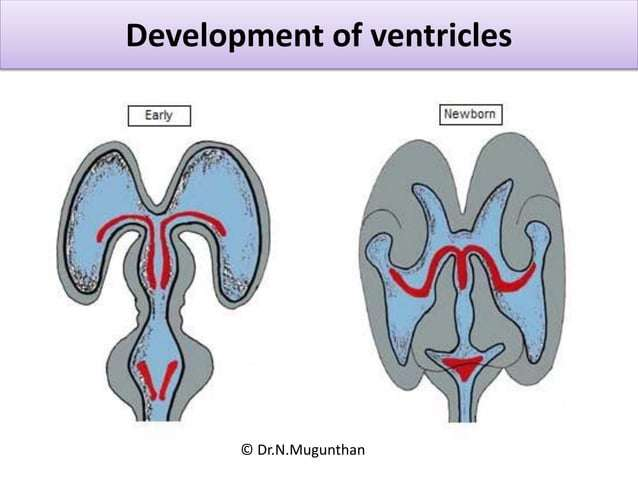 Development of ventricles
Early
Newborn
© Dr.N.Mugunthan